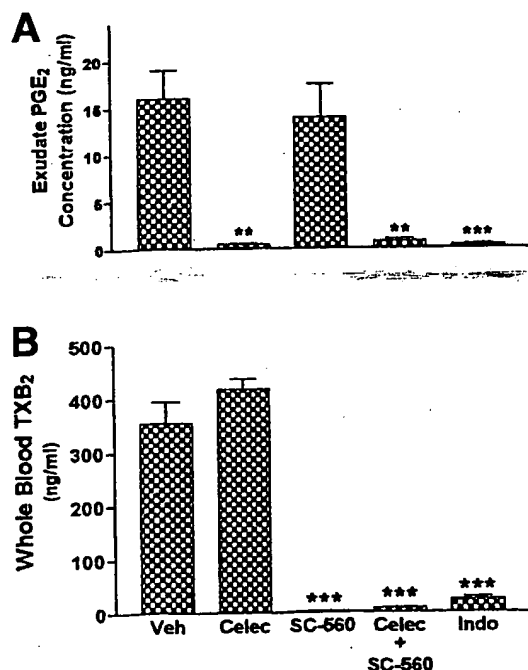 A
Exudate PGE2
Concentration (ng/ml)
20
15
10
5
0
**
**
***
B
Whole Blood TXB2
(ng/ml)
500
400
300
200
100
0
***
***
***
Veh
Celec
SC-560
Celec
+
SC-560
Indo